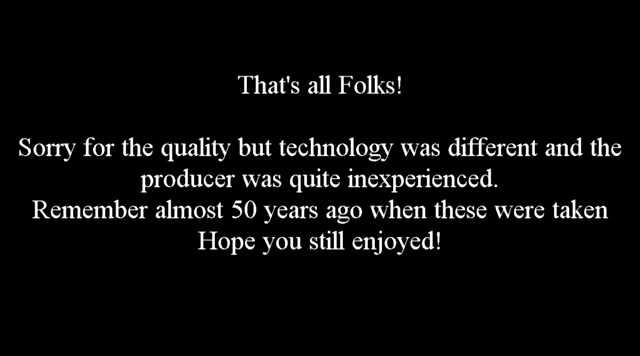 That's all Folks!
Sorry for the quality but technology was different and the
producer was quite inexperienced.
Remember almost 50 years ago when these were taken
Hope you still enjoyed!